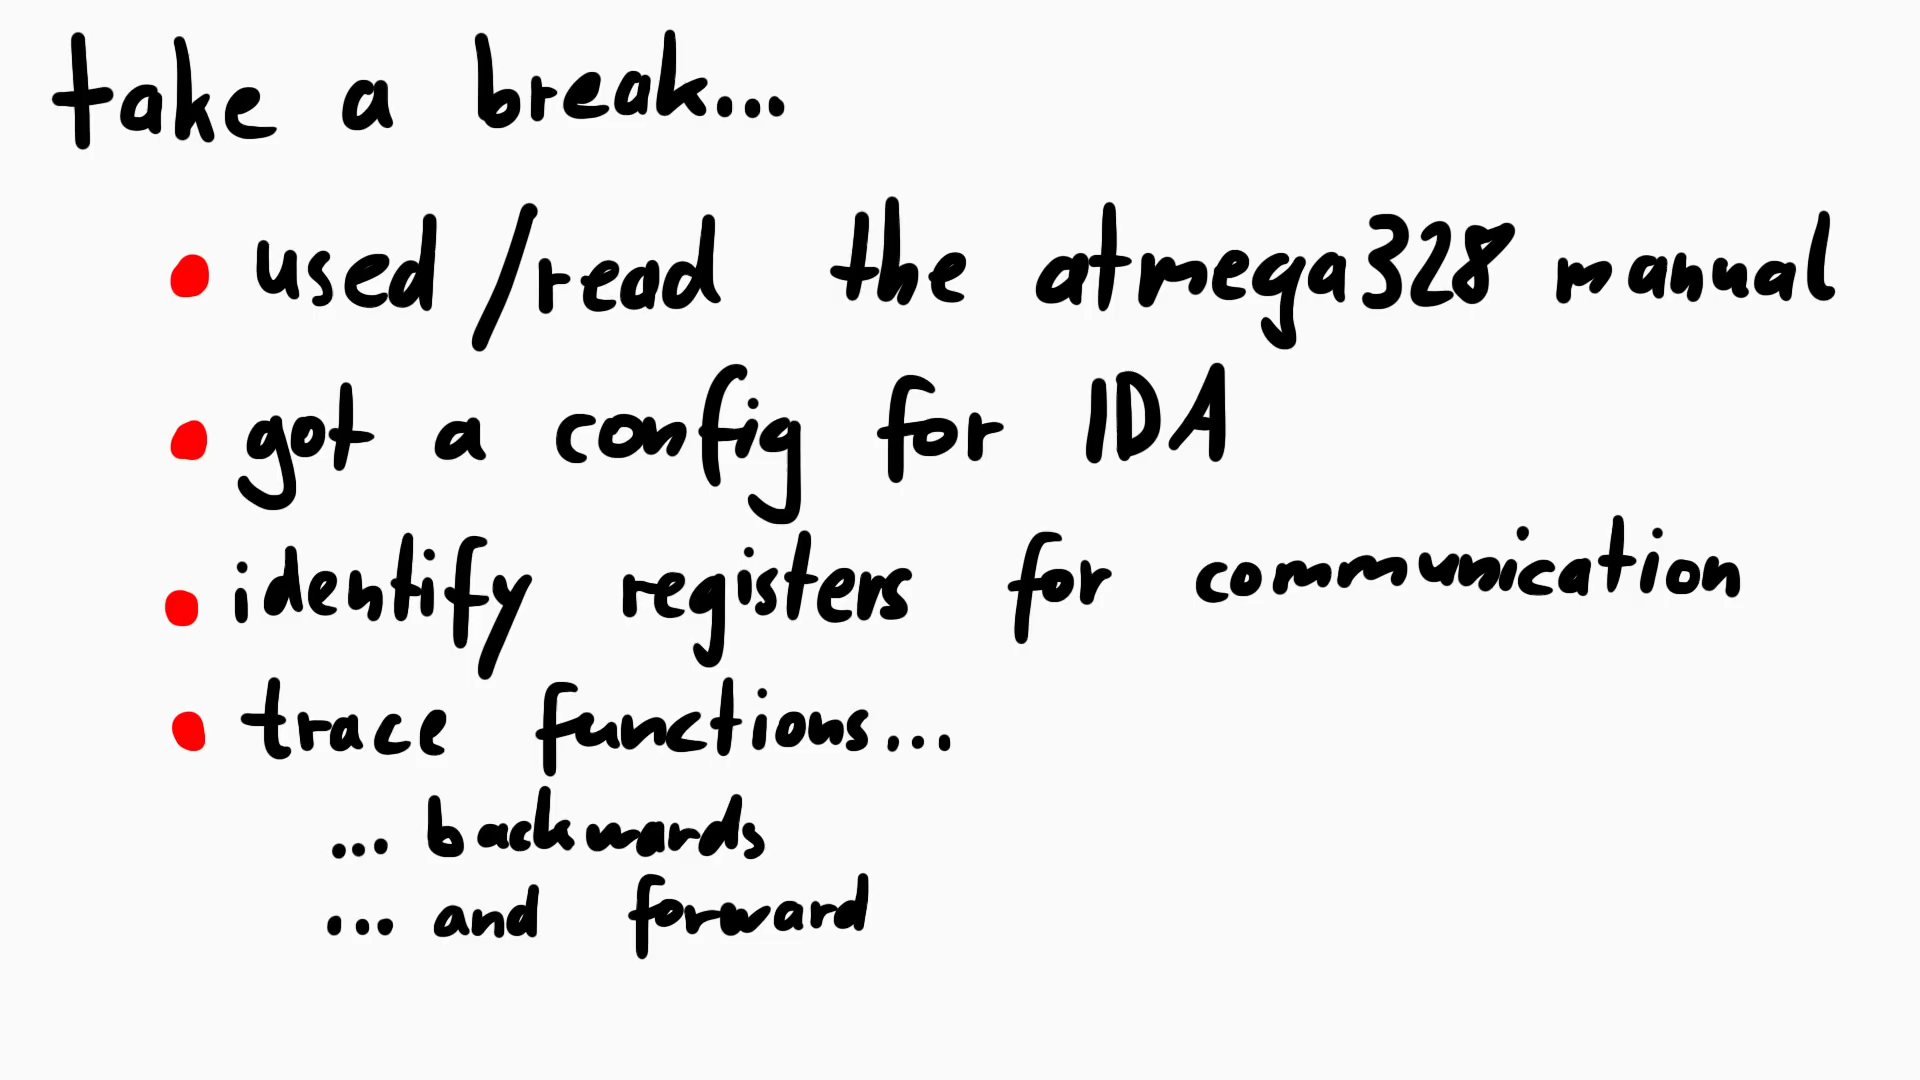 take a break...
used/read the atmega328 manual
got a config for IDA
identify registers for communication
trace functions...
... backwards
... and forward